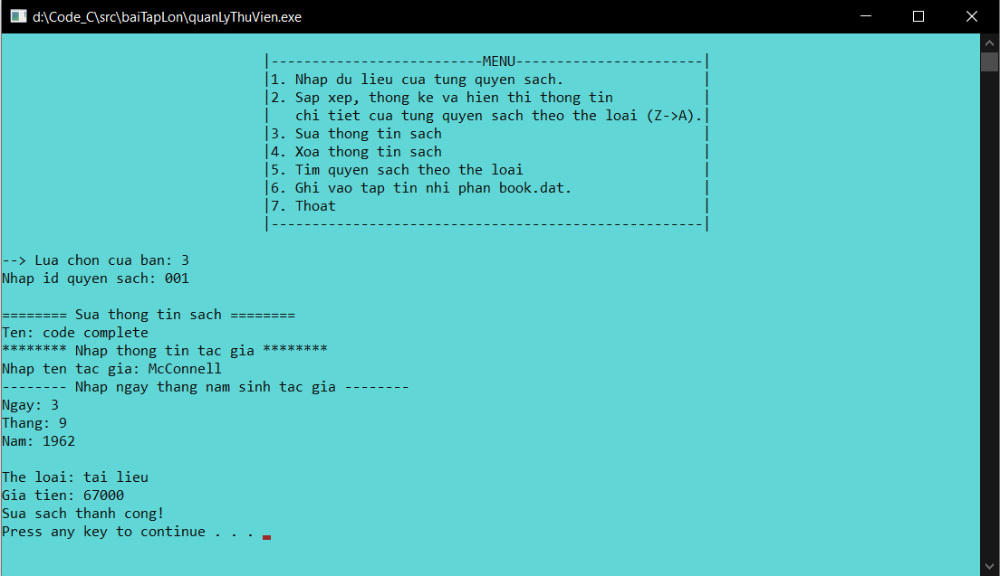 d:\Code_C\src\baiTapLon\quanLyThuVien.exe
|--------------------------MENU-----------------------|
|1. Nhap du lieu cua tung quyen sach. |
|2. Sap xep, thong ke va hien thi thong tin |
| chi tiet cua tung quyen sach theo the loai (Z->A).|
|3. Sua thong tin sach |
|4. Xoa thong tin sach |
|5. Tim quyen sach theo the loai |
|6. Ghi vao tap tin nhi phan book.dat. |
|7. Thoat |
|-----------------------------------------------------|
--> Lua chon cua ban: 3
Nhap id quyen sach: 001
======== Sua thong tin sach ========
Ten: code complete
******** Nhap thong tin tac gia ********
Nhap ten tac gia: McConnell
-------- Nhap ngay thang nam sinh tac gia --------
Ngay: 3
Thang: 9
Nam: 1962
The loai: tai lieu
Gia tien: 67000
Sua sach thanh cong!
Press any key to continue . . .